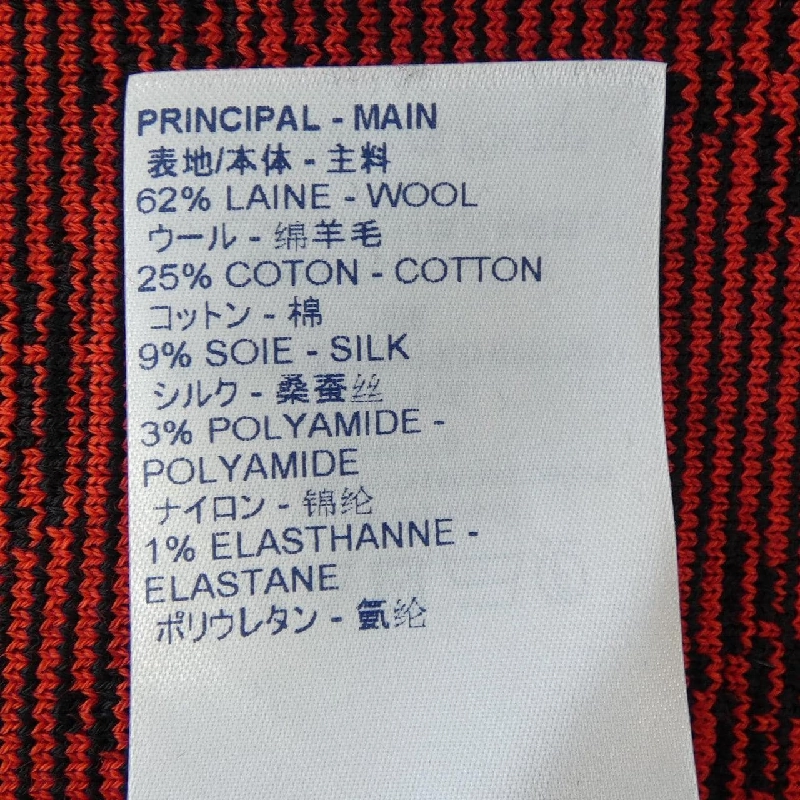 PRINCIPAL - MAIN
表地/本体 - 主料
62% LAINE - WOOL
ウール - 绵羊毛
25% COTON - COTTON
コットン - 棉
9% SOIE - SILK
シルク - 桑蚕丝
3% POLYAMIDE -
POLYAMIDE
ナイロン - 锦纶
1% ELASTHANNE -
ELASTANE
ポリウレタン - 氨纶